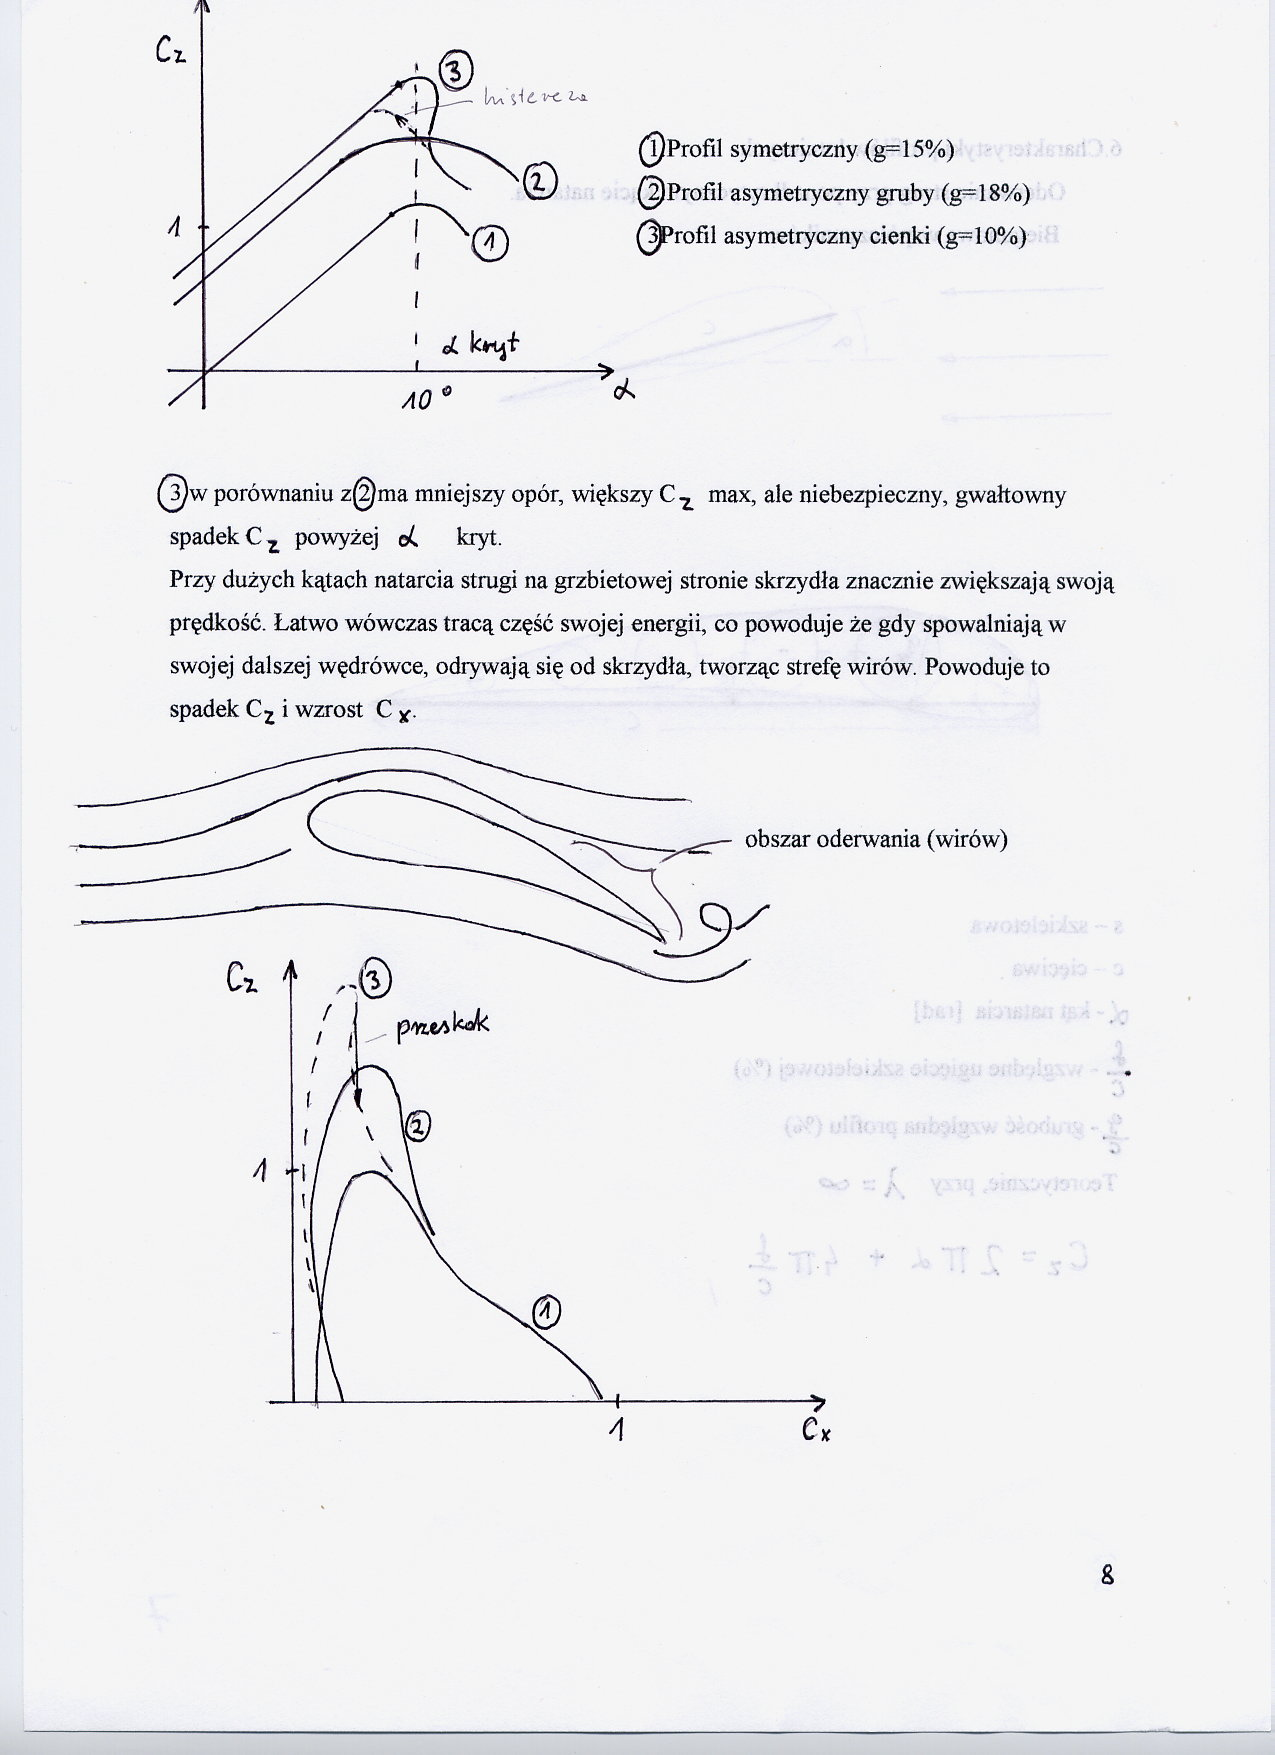 Cz
③
histereza
①Profil symetryczny (g=15%)
②Profil asymetryczny gruby (g=18%)
③Profil asymetryczny cienki (g=10%)
②
1
①
α kryt
10°
α
③w porównaniu z②ma mniejszy opór, większy C z max, ale niebezpieczny, gwałtowny
spadek C z powyżej α kryt.
Przy dużych kątach natarcia strugi na grzbietowej stronie skrzydła znacznie zwiększają swoją
prędkość. Łatwo wówczas tracą część swojej energii, co powoduje że gdy spowalniają w
swojej dalszej wędrówce, odrywają się od skrzydła, tworząc strefę wirów. Powoduje to
spadek Cz i wzrost C x.
obszar oderwania (wirów)
Cz
③
przeskok
②
1
①
1
Cx
8